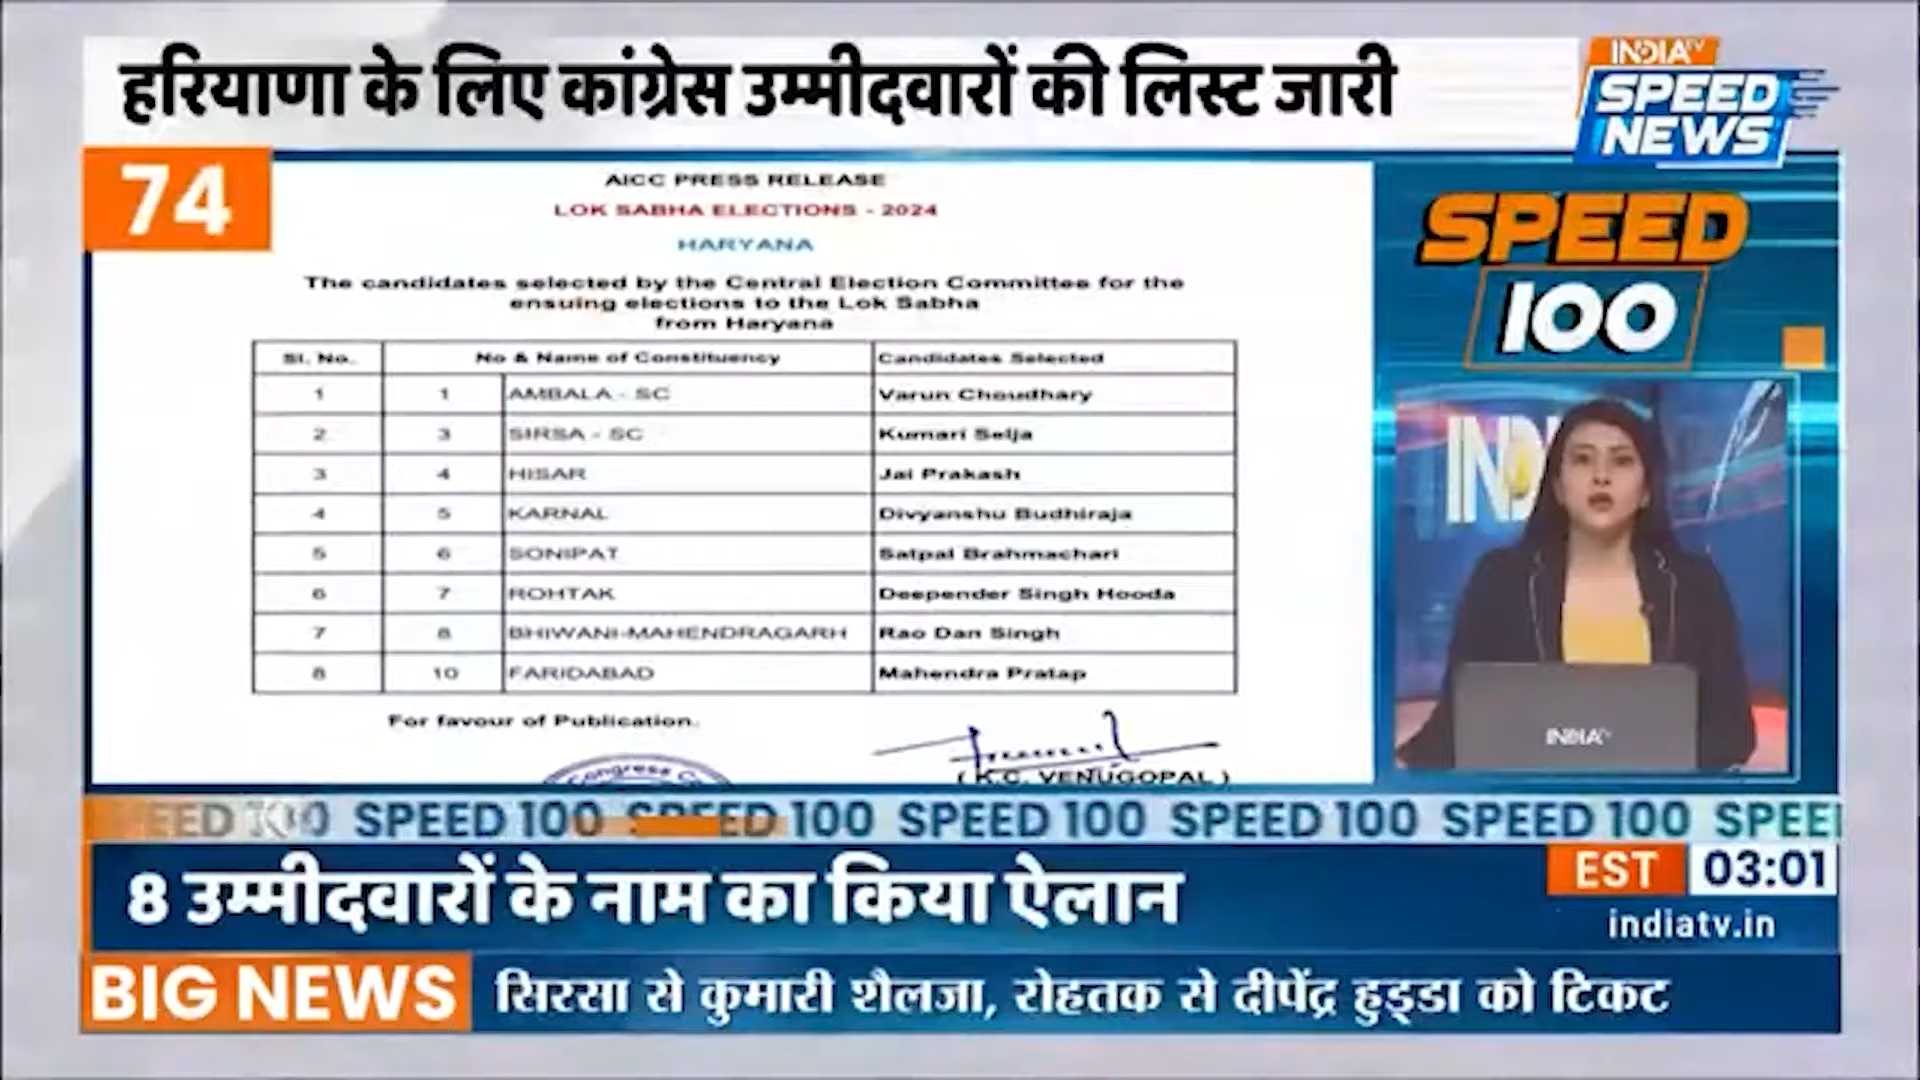 हरियाणा के लिए कांग्रेस उम्मीदवारों की लिस्ट जारी
INDIA TV
SPEED
NEWS
74
AICC PRESS RELEASE
LOK SABHA ELECTIONS - 2024
HARYANA
The candidates selected by the Central Election Committee for the
ensuing elections to the Lok Sabha
from Haryana
Sl. No. No & Name of Constituency Candidates Selected
1 1 AMBALA - SC Varun Choudhary
2 3 SIRSA - SC Kumari Selja
3 4 HISAR Jai Prakash
4 5 KARNAL Divyanshu Budhiraja
5 6 SONIPAT Satpal Brahmachari
6 7 ROHTAK Deepender Singh Hooda
7 8 BHIWANI-MAHENDRAGARH Rao Dan Singh
8 10 FARIDABAD Mahendra Pratap
For favour of Publication.
Congress C
( K.C. VENUGOPAL )
SPEED
100
IND
INDIA TV
EED 100 SPEED 100 SPEED 100 SPEED 100 SPEED 100 SPEED 100 SPEE
8 उम्मीदवारों के नाम का किया ऐलान
EST 03:01
indiatv.in
BIG NEWS सिरसा से कुमारी शैलजा, रोहतक से दीपेंद्र हुड्डा को टिकट